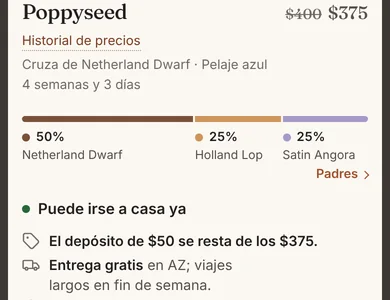 Poppyseed $400 $375
Historial de precios
Cruza de Netherland Dwarf · Pelaje azul
4 semanas y 3 días
50% 25% 25%
Netherland Dwarf Holland Lop Satin Angora
Padres >
Puede irse a casa ya
El depósito de $50 se resta de los $375.
Entrega gratis en AZ; viajes
largos en fin de semana.